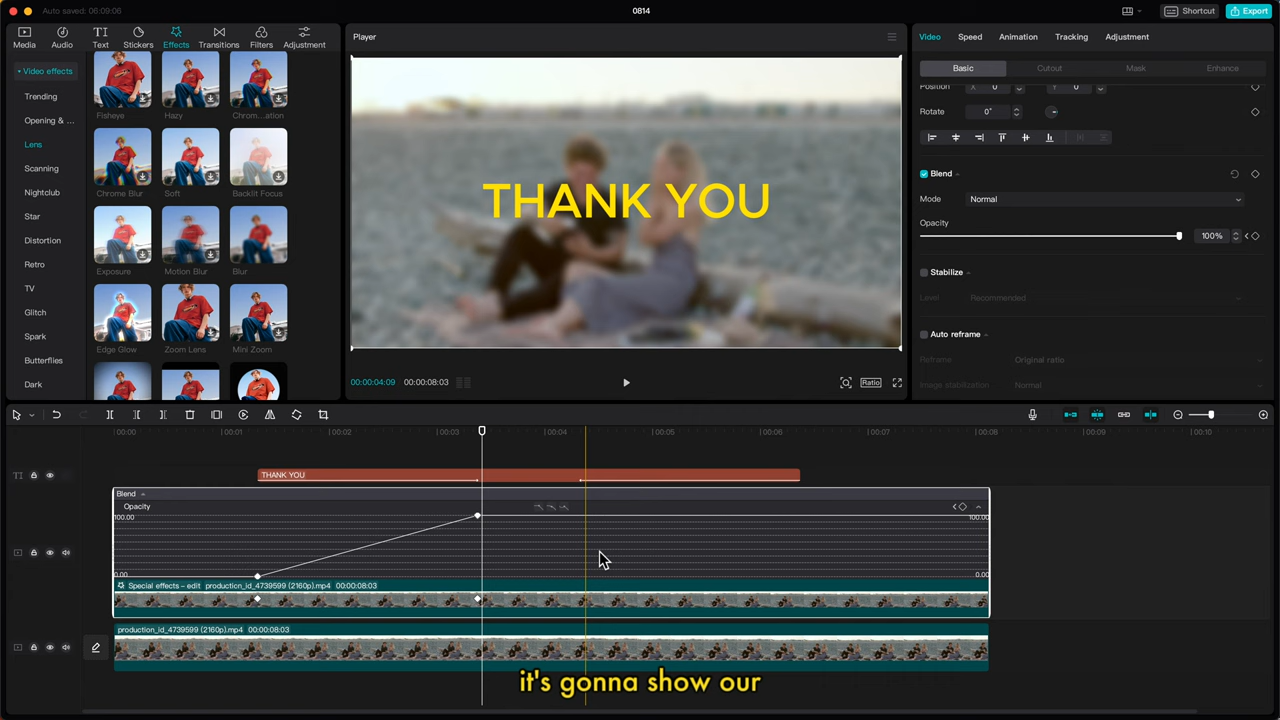 Auto saved: 06:09:06
0814
Shortcut
Export
Media
Audio
Text
Stickers
Effects
Transitions
Filters
Adjustment
Video effects
Trending
Opening & ...
Lens
Scanning
Nightclub
Star
Distortion
Retro
TV
Glitch
Spark
Butterflies
Dark
Fisheye
Hazy
Chrom...ation
Chrome Blur
Soft
Backlit Focus
Exposure
Motion Blur
Blur
Edge Glow
Zoom Lens
Mini Zoom
Player
THANK YOU
00:00:04:09
00:00:08:03
Ratio
Video
Speed
Animation
Tracking
Adjustment
Basic
Cutout
Mask
Enhance
Position
X
0
Y
0
Rotate
0°
Blend
Mode
Normal
Opacity
100%
Stabilize
Level
Recommended
Auto reframe
Reframe
Original ratio
Image stabilization
Normal
00:00
00:01
00:02
00:03
00:04
00:05
00:06
00:07
00:08
00:09
00:10
TI
THANK YOU
Blend
Opacity
100.00
100.00
0.00
0.00
Special effects – edit production_id_4739599 (2160p).mp4 00:00:08:03
production_id_4739599 (2160p).mp4 00:00:08:03
it's gonna show our